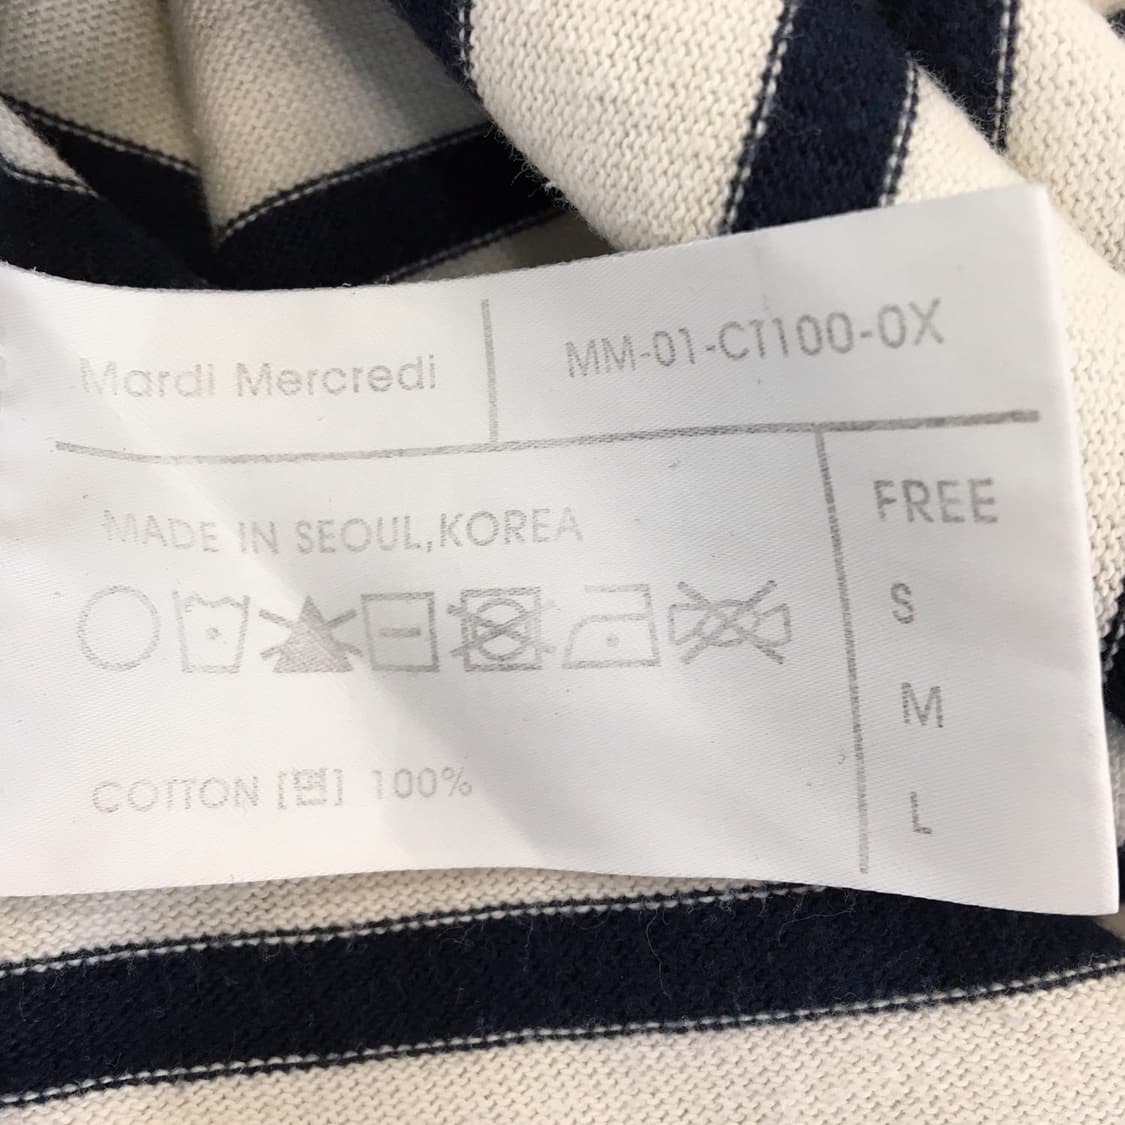 Mardi Mercredi
MM-01-CT100-0X
MADE IN SEOUL,KOREA
COTTON [면] 100%
FREE
S
M
L